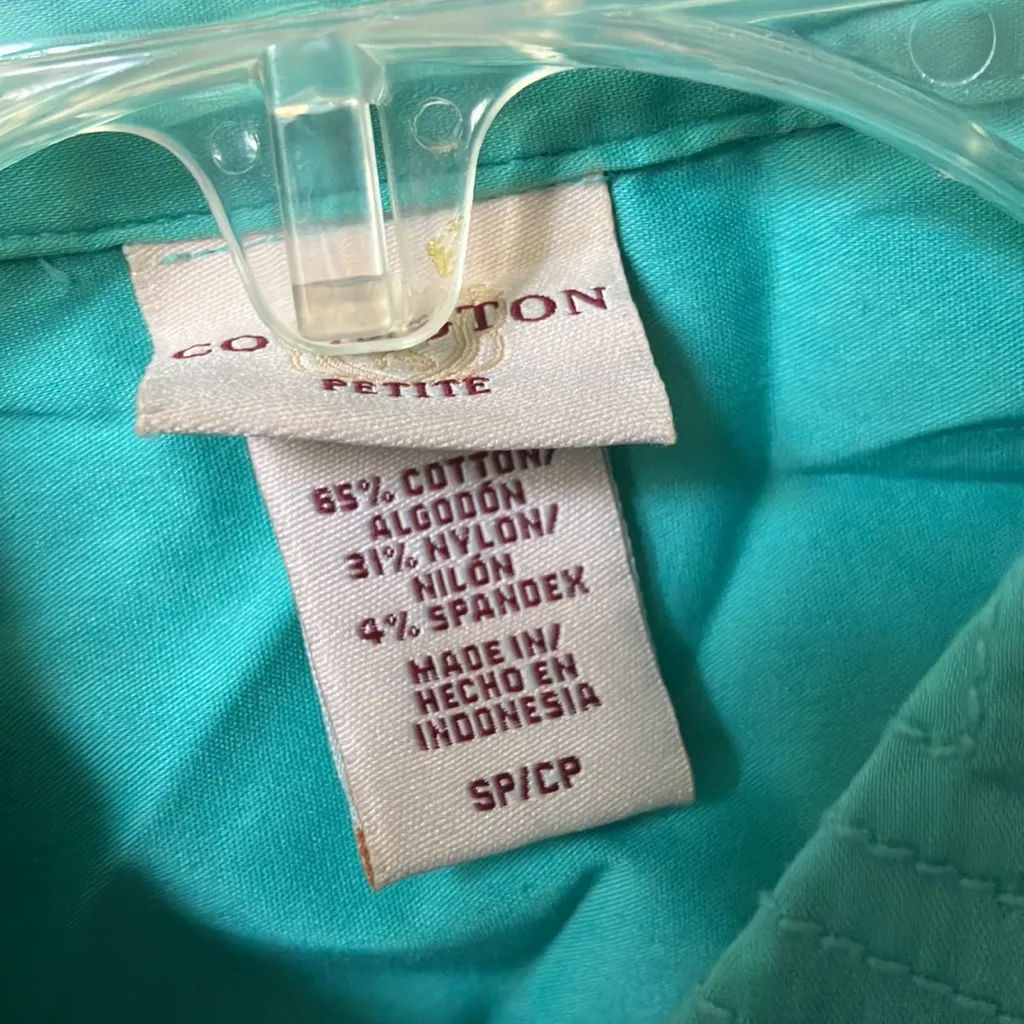 PETITE
65% COTTON/
ALGODÓN
31% NYLON/
NILÓN
4% SPANDEX
MADE IN/
HECHO EN
INDONESIA
SP/CP